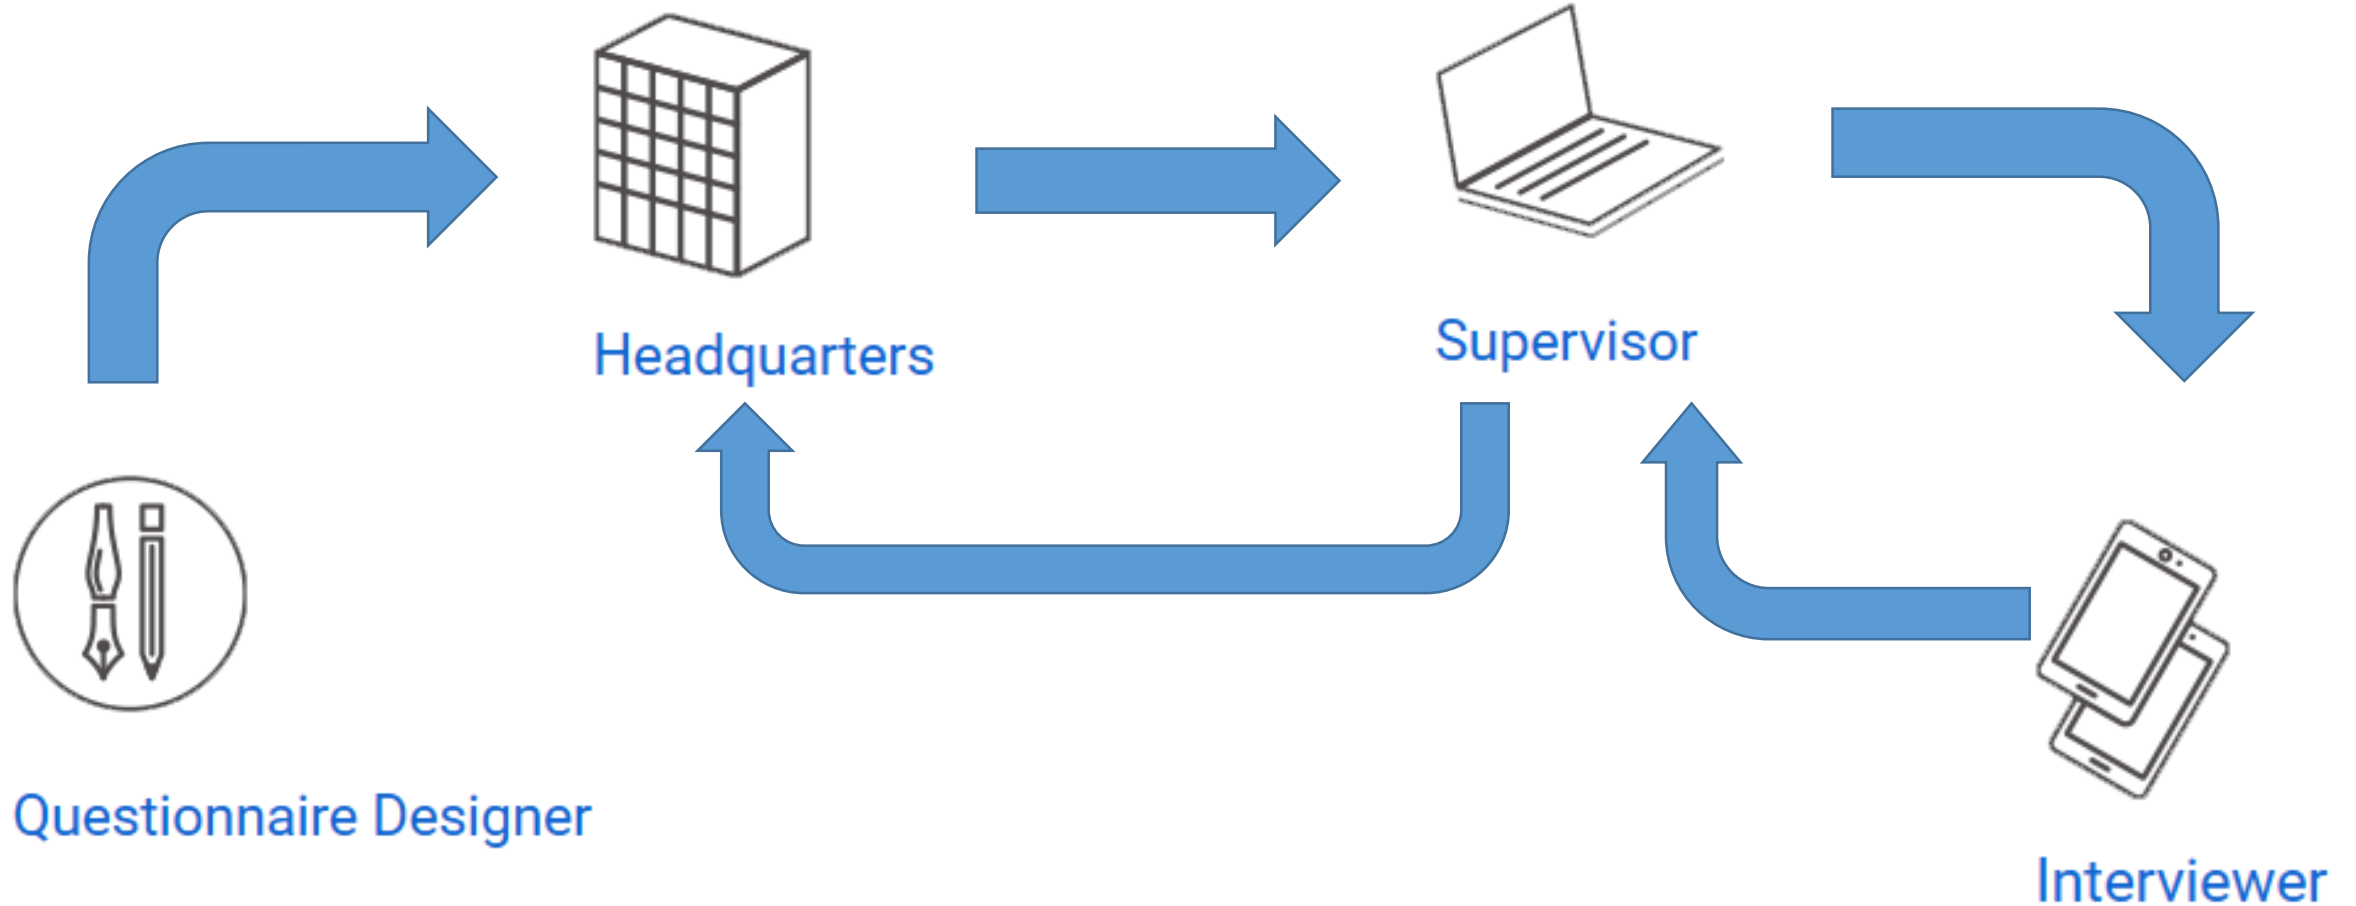 Headquarters
Supervisor
Questionnaire Designer
Interviewer